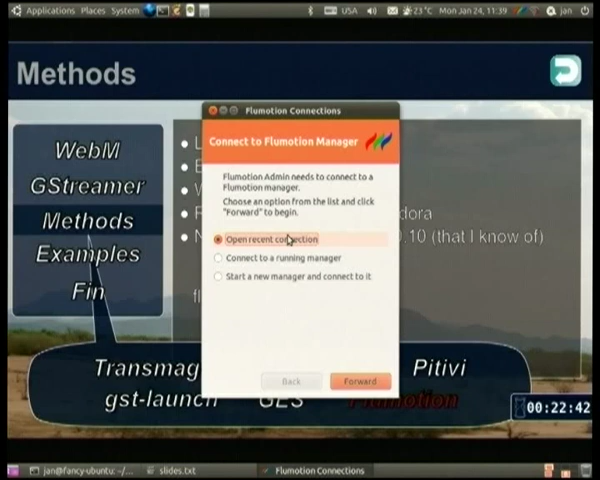 Applications Places System
USA
23°C Mon Jan 24, 11:39
jan
Methods
Flumotion Connections
Connect to Flumotion Manager
Flumotion Admin needs to connect to a
Flumotion manager.
Choose an option from the list and click
"Forward" to begin.
Open recent connection
Connect to a running manager
Start a new manager and connect to it
Back Forward
WebM
GStreamer
Methods
Examples
Fin
dora
.10 (that I know of)
Transmag Pitivi
gst-launch GES Flumotion
00:22:42
jan@fancy-ubuntu: ~/... slides.txt Flumotion Connections